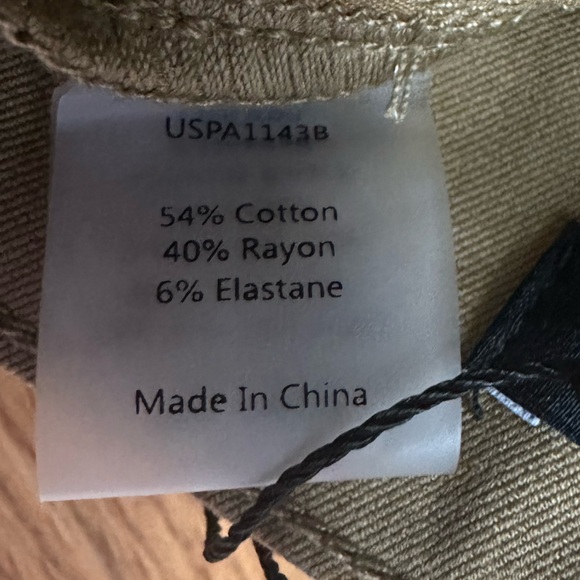 USPA1143B
54% Cotton
40% Rayon
6% Elastane
Made In China